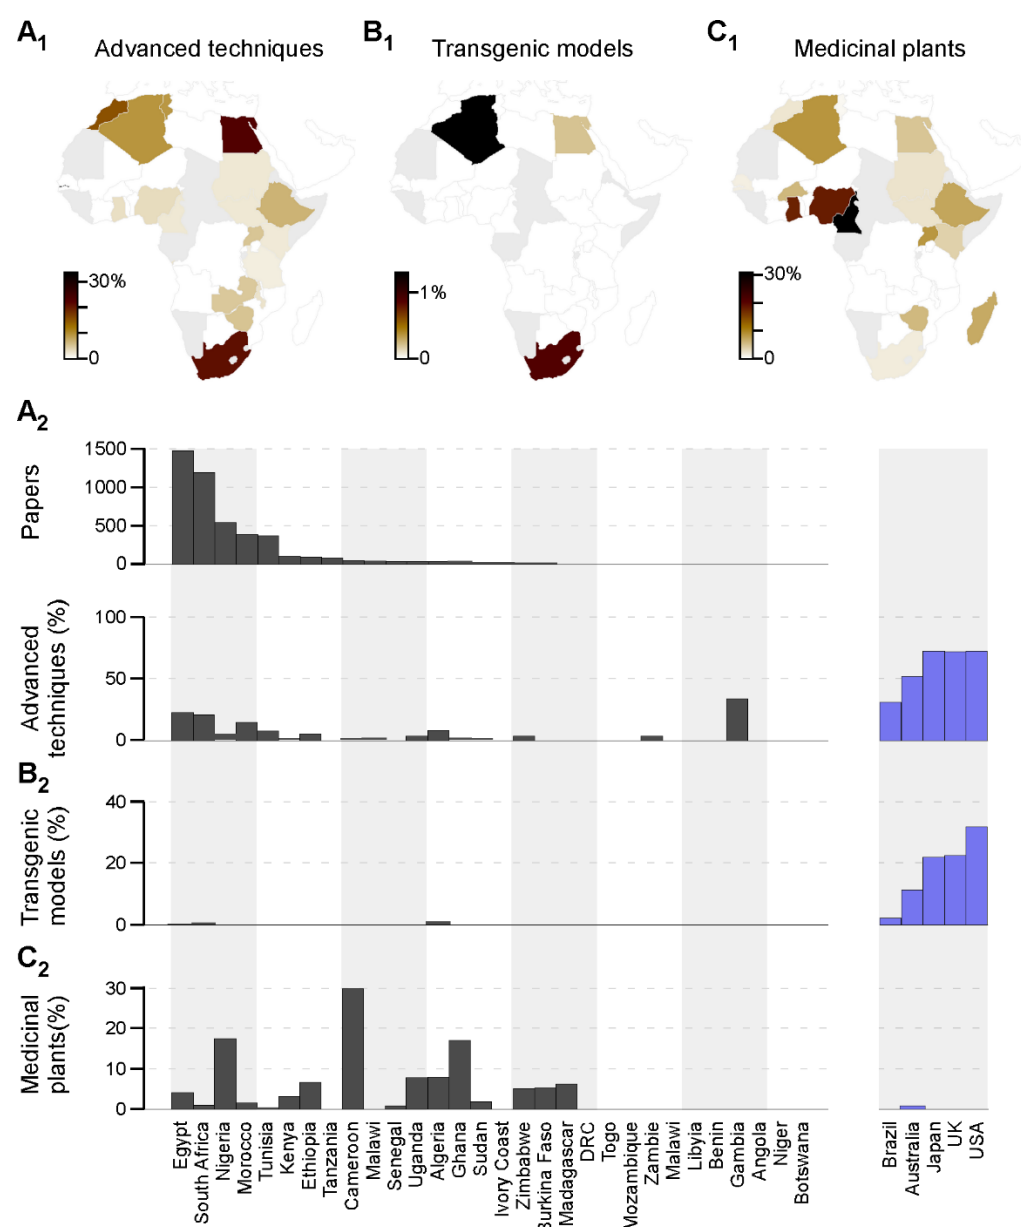 A1
Advanced techniques
B1
Transgenic models
C1
Medicinal plants
30%
0
1%
0
30%
0
A2
Papers
1500
1000
500
0
Advanced
techniques (%)
100
50
0
B2
Transgenic
models (%)
40
20
0
C2
Medicinal
plants(%)
30
20
10
0
Egypt
South Africa
Nigeria
Morocco
Tunisia
Kenya
Ethiopia
Tanzania
Cameroon
Malawi
Senegal
Uganda
Algeria
Ghana
Sudan
Ivory Coast
Zimbabwe
Burkina Faso
Madagascar
DRC
Togo
Mozambique
Zambie
Malawi
Libyia
Benin
Gambia
Angola
Niger
Botswana
Brazil
Australia
Japan
UK
USA